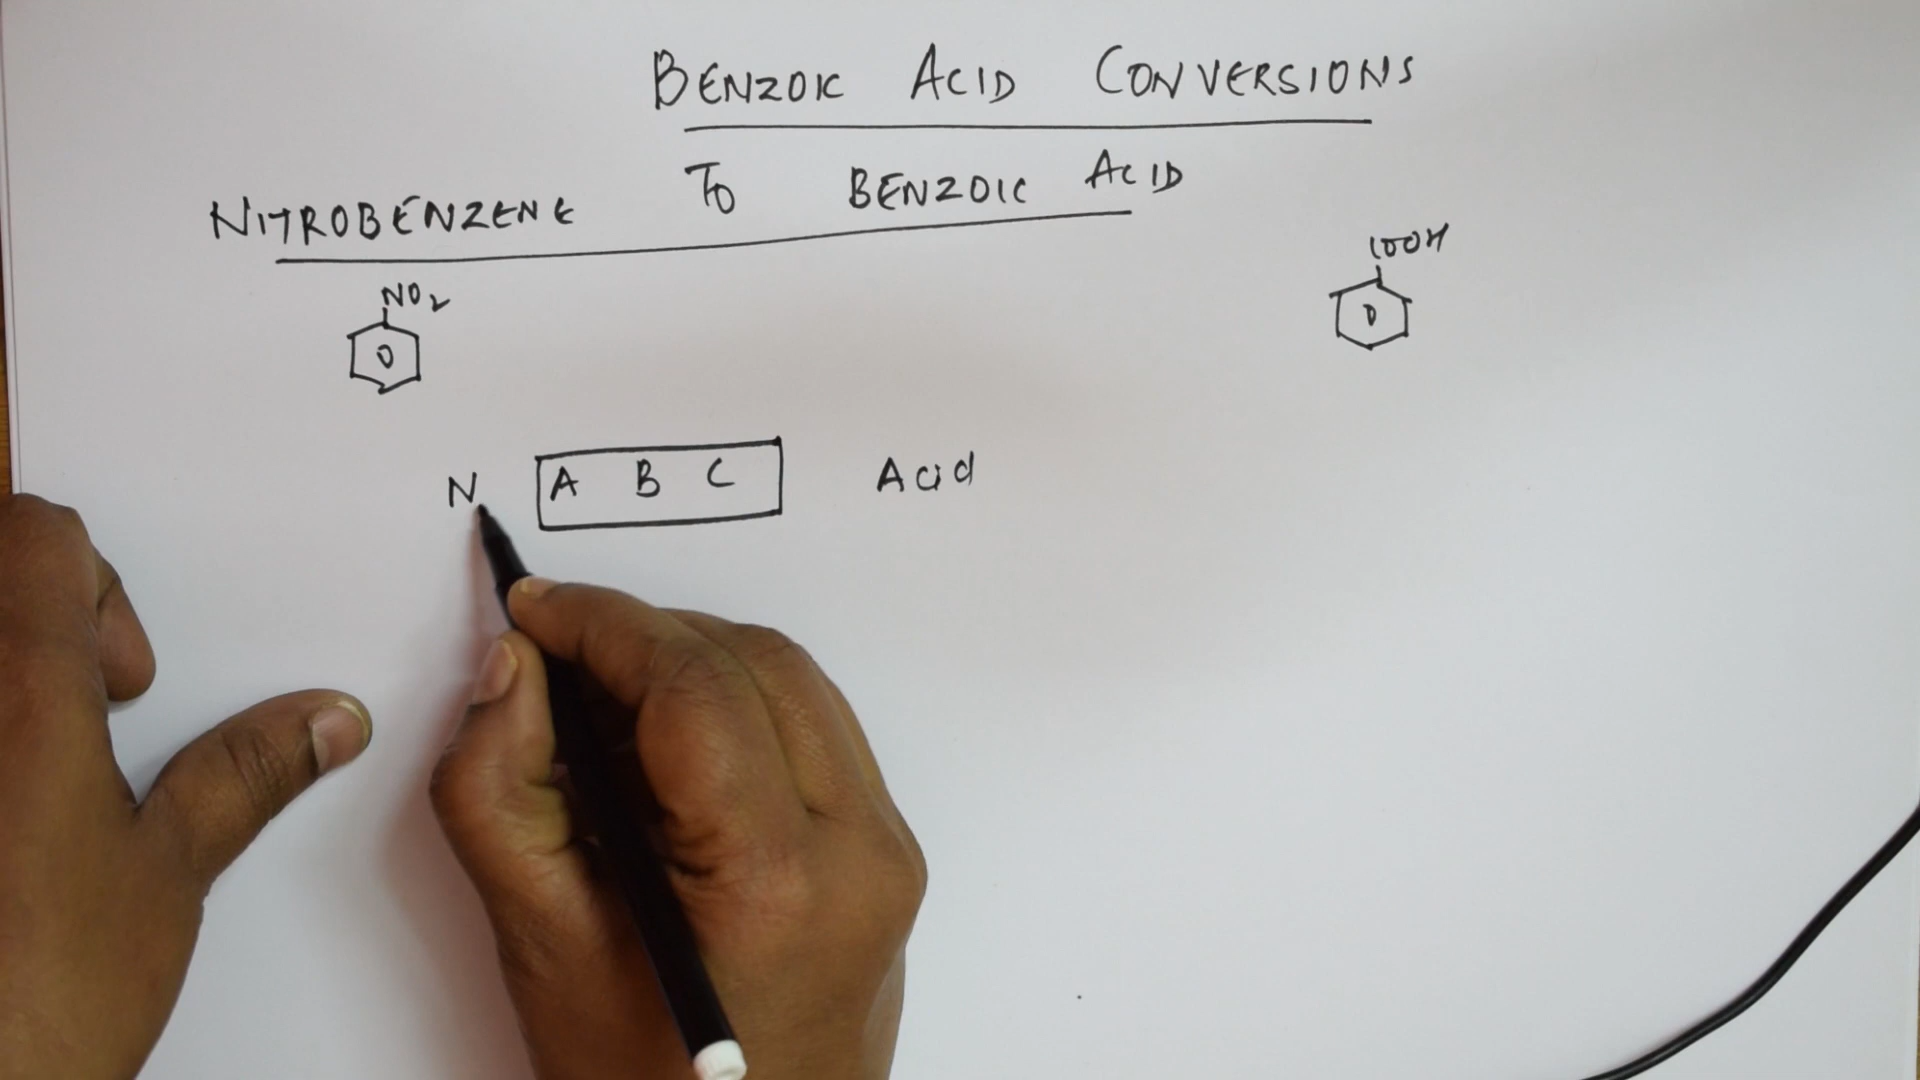 BENZOIC ACID CONVERSIONS
NITROBENZENE TO BENZOIC ACID
NO2
COOH
N A B C Acid